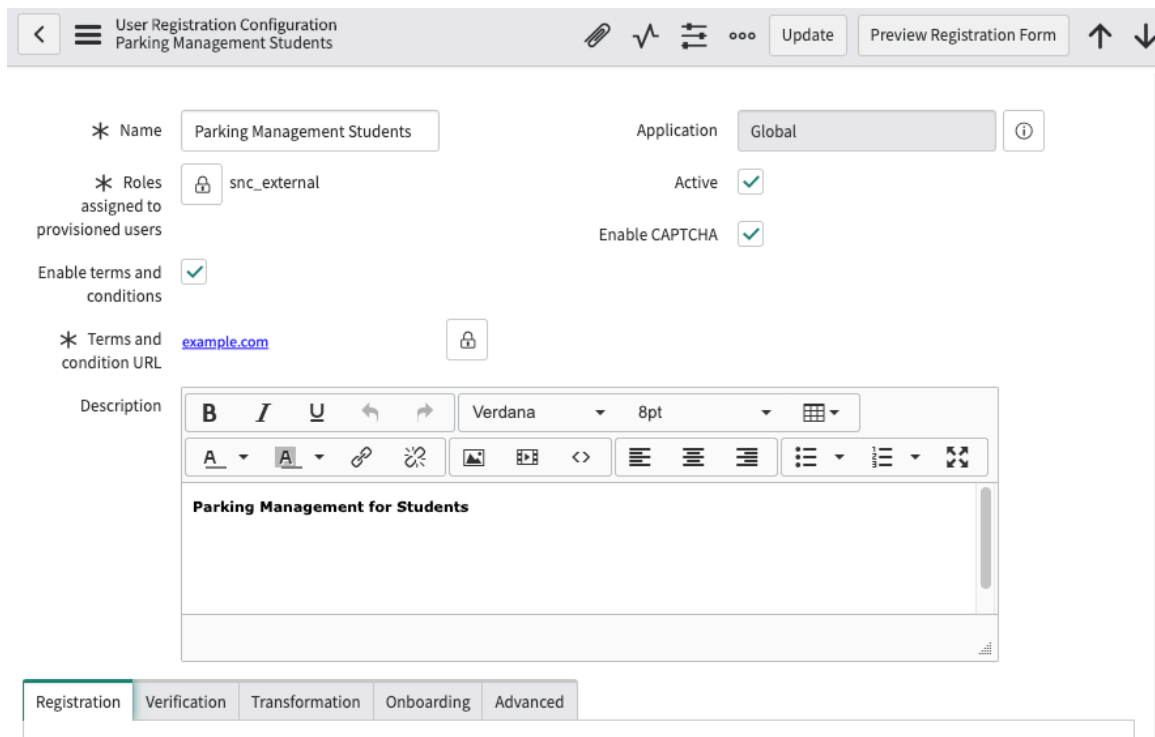 User Registration Configuration
Parking Management Students
Update
Preview Registration Form
Name
Parking Management Students
Application
Global
Roles
assigned to
provisioned users
snc_external
Active
Enable CAPTCHA
Enable terms and
conditions
Terms and
condition URL
example.com
Description
B I U
Verdana
8pt
A A
Parking Management for Students
Registration Verification Transformation Onboarding Advanced